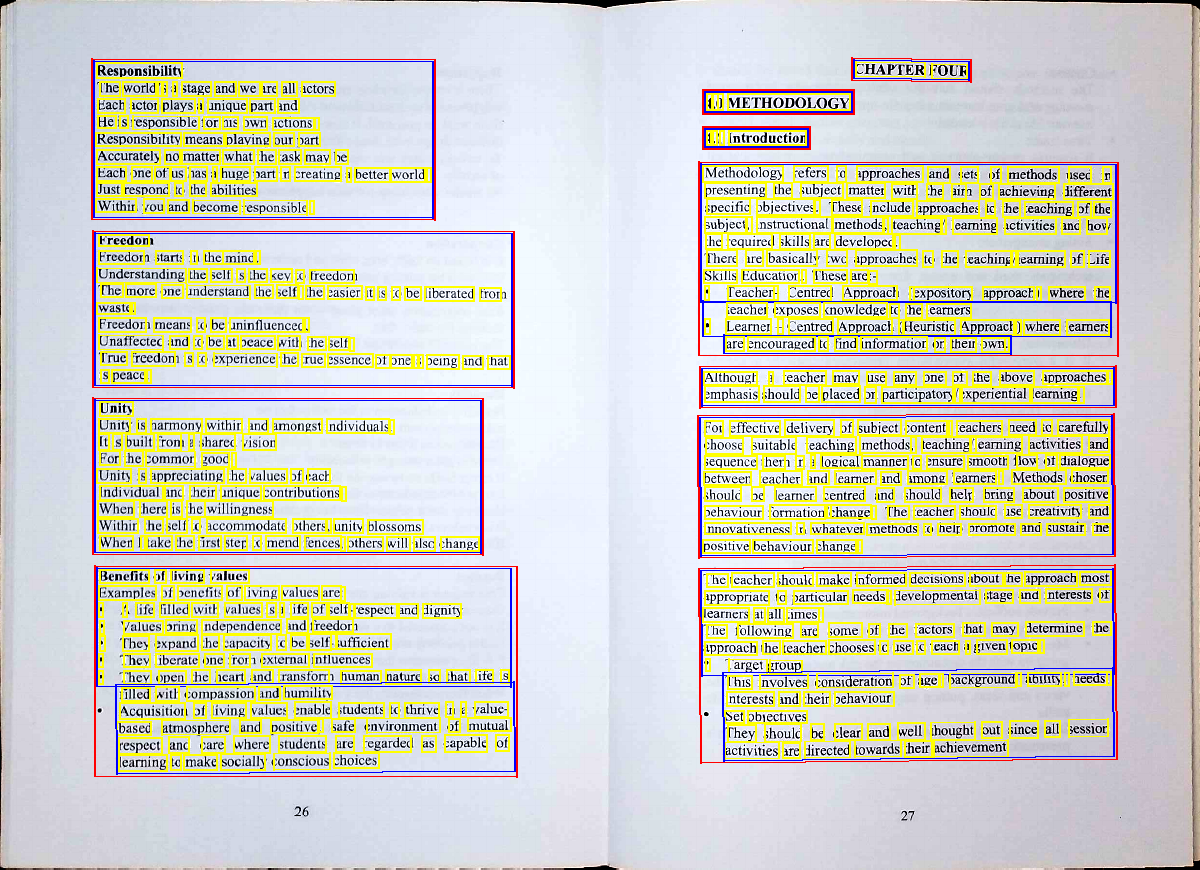 Responsibility
The world is a stage and we are all actors
Each actor plays a unique part and
He is responsible for his own actions
Responsibility means playing our part
Accurately no matter what the task may be
Each one of us has a huge part in creating a better world
Just respond to the abilities
Within you and become responsible!
Freedom
Freedom starts in the mind.
Understanding the self is the key to freedom
The more one understand the self, the easier it is to be liberated from
waste.
Freedom means to be uninfluenced,
Unaffected and to be at peace with the self
True freedom is to experience the true essence of one's being and that
is peace.
Unity
Unity is harmony within and amongst individuals
It is built from a shared vision
For the common good
Unity is appreciating the values of each
Individual and their unique contributions
When there is the willingness
Within the self to accommodate others, unity blossoms
When I take the first step to mend fences, others will also change
Benefits of living values
Examples of benefits of living values are:
• A life filled with values is a life of self-respect and dignity
• Values bring independence and freedom
• They expand the capacity to be self-sufficient
• They liberate one from external influences
• They open the heart and transform human nature so that life is
filled with compassion and humility
• Acquisition of living values enable students to thrive in a value-
based atmosphere and positive, safe environment of mutual
respect and care where students are regarded as capable of
learning to make socially conscious choices
26
CHAPTER FOUR
4.0 METHODOLOGY
4.1 Introduction
Methodology refers to approaches and sets of methods used in
presenting the subject matter with the aim of achieving different
specific objectives. These include approaches to the teaching of the
subject, instructional methods, teaching/ learning activities and how
the required skills are developed.
There are basically two approaches to the teaching/learning of Life
Skills Education. These are:-
• Teacher- Centred Approach (expository approach) where the
teacher exposes knowledge to the learners
• Learner - Centred Approach (Heuristic Approach) where learners
are encouraged to find information on their own.
Although a teacher may use any one of the above approaches
emphasis should be placed on participatory/experiential learning.
For effective delivery of subject content teachers need to carefully
choose suitable teaching methods, teaching/learning activities and
sequence them in a logical manner to ensure smooth flow of dialogue
between teacher and learner and among learners. Methods chosen
should be learner centred and should help bring about positive
behaviour formation/change. The teacher should use creativity and
innovativeness in whatever methods to help promote and sustain the
positive behaviour change.
The teacher should make informed decisions about the approach most
appropriate to particular needs, developmental stage and interests of
learners at all times.
The following are some of the factors that may determine the
approach the teacher chooses to use to teach a given topic.
• Target group
This involves consideration of age, background, ability, needs,
interests and their behaviour
• Set objectives
They should be clear and well thought out since all session
activities are directed towards their achievement
27